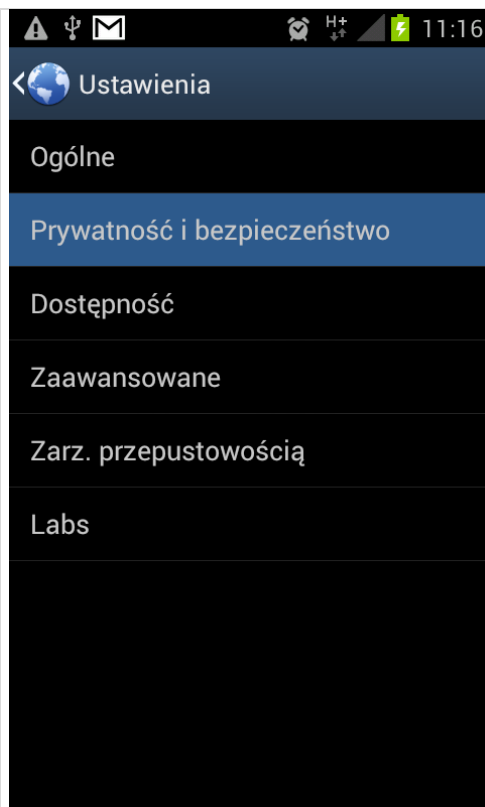 H+ 11:16
Ustawienia
Ogólne
Prywatność i bezpieczeństwo
Dostępność
Zaawansowane
Zarz. przepustowością
Labs